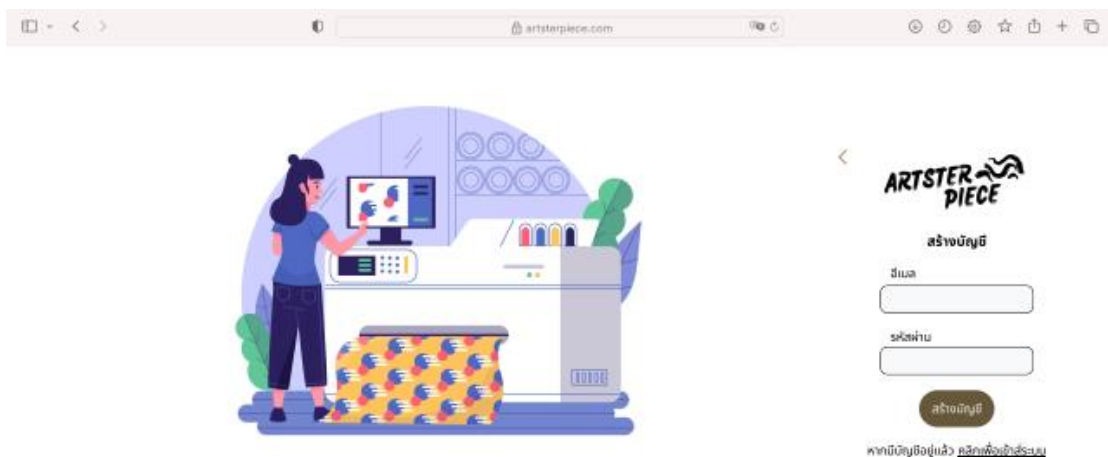 artsterpiece.com
ARTSTER
PIECE
สร้างบัญชี
อีเมล
รหัสผ่าน
สร้างบัญชี
หากมีบัญชีอยู่แล้ว คลิกเพื่อเข้าสู่ระบบ